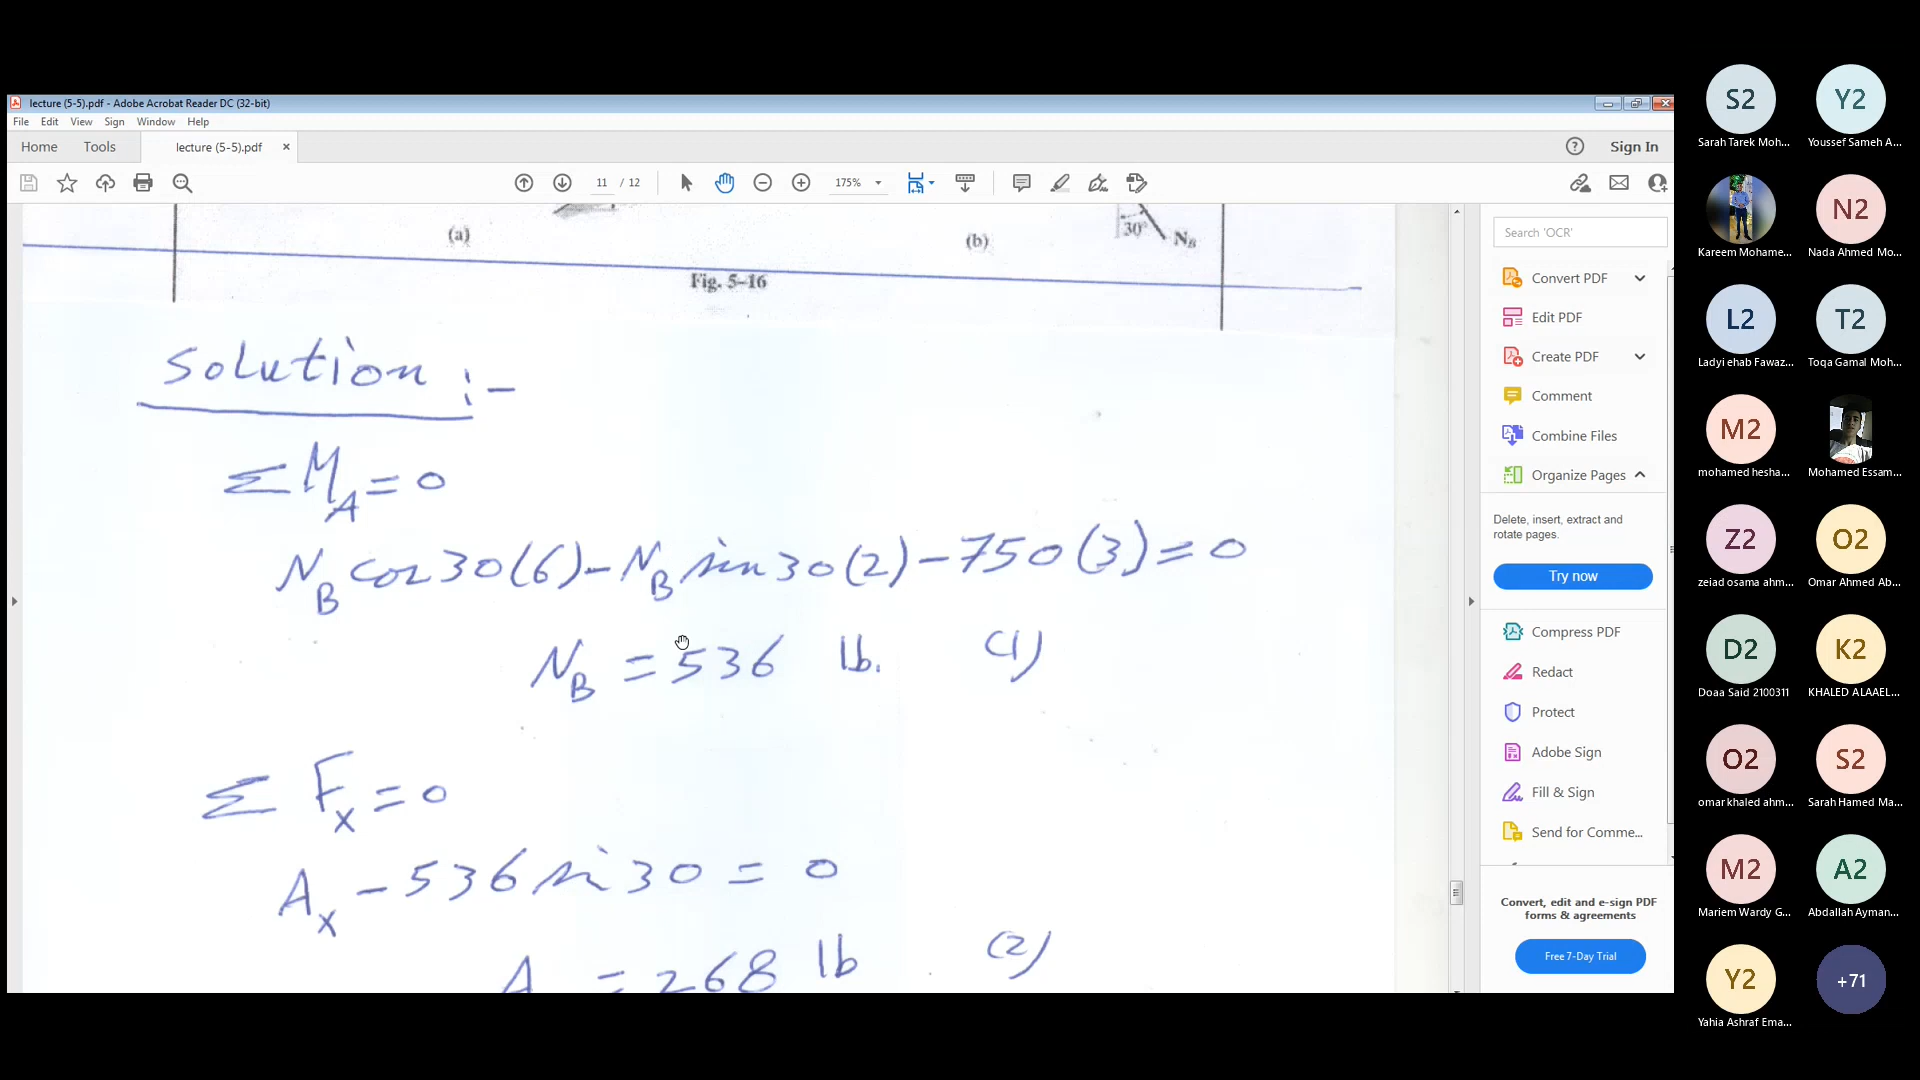 lecture (5-5).pdf - Adobe Acrobat Reader DC (32-bit)
File Edit View Sign Window Help
Home Tools lecture (5-5).pdf × Sign In
11 / 12 175%
(a) (b) 30° N_B
Fig. 5–16
Solution :-
ΣM_A = 0
N_B cos 30 (6) - N_B sin 30 (2) - 750 (3) = 0
N_B = 536 lb. (1)
Σ F_x = 0
A_x - 536 sin 30 = 0
A = 268 lb (2)
Search 'OCR'
Convert PDF
Edit PDF
Create PDF
Comment
Combine Files
Organize Pages
Delete, insert, extract and
rotate pages.
Try now
Compress PDF
Redact
Protect
Adobe Sign
Fill & Sign
Send for Comme...
Convert, edit and e-sign PDF
forms & agreements
Free 7-Day Trial
S2 Y2
Sarah Tarek Moh... Youssef Sameh A...
N2
Kareem Mohame... Nada Ahmed Mo...
L2 T2
Ladyi ehab Fawaz... Toqa Gamal Moh...
M2
mohamed hesha... Mohamed Essam...
Z2 O2
zeiad osama ahm... Omar Ahmed Ab...
D2 K2
Doaa Said 2100311 KHALED ALAAEL...
O2 S2
omar khaled ahm... Sarah Hamed Ma...
M2 A2
Mariem Wardy G... Abdallah Ayman...
Y2 +71
Yahia Ashraf Ema...